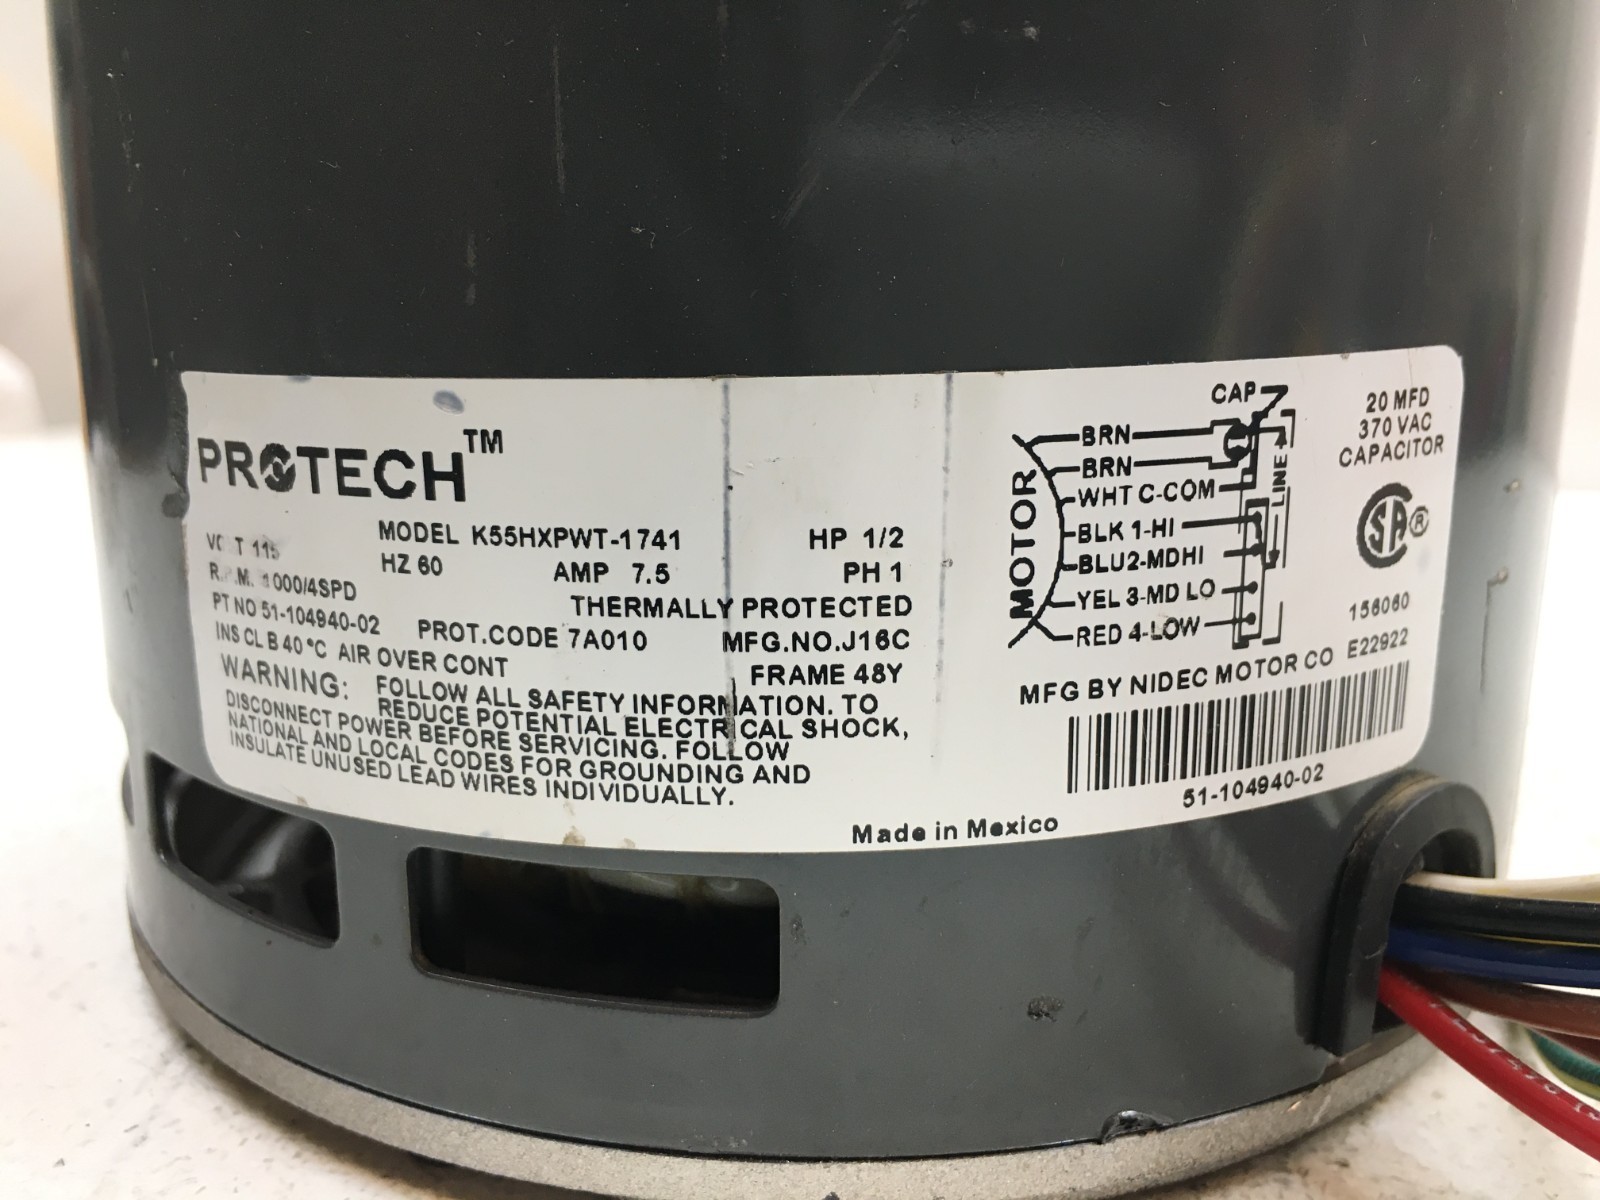 PROTECH™
MODEL K55HXPWT-1741
HP 1/2
115
HZ 60
AMP 7.5
PH 1
1000/4SPD
THERMALLY PROTECTED
PT NO 51-104940-02
PROT.CODE 7A010
MFG.NO.J16C
INS CL B 40 °C AIR OVER CONT
FRAME 48Y
WARNING: FOLLOW ALL SAFETY INFORMATION. TO
REDUCE POTENTIAL ELECTRICAL SHOCK,
DISCONNECT POWER BEFORE SERVICING. FOLLOW
NATIONAL AND LOCAL CODES FOR GROUNDING AND
INSULATE UNUSED LEAD WIRES INDIVIDUALLY.
Made in Mexico
MOTOR
CAP
BRN
BRN
WHT C-COM
BLK 1-HI
BLU2-MDHI
YEL 3-MD LO
RED 4-LOW
LINE
20 MFD
370 VAC
CAPACITOR
SA®
156060
E22922
MFG BY NIDEC MOTOR CO
51-104940-02